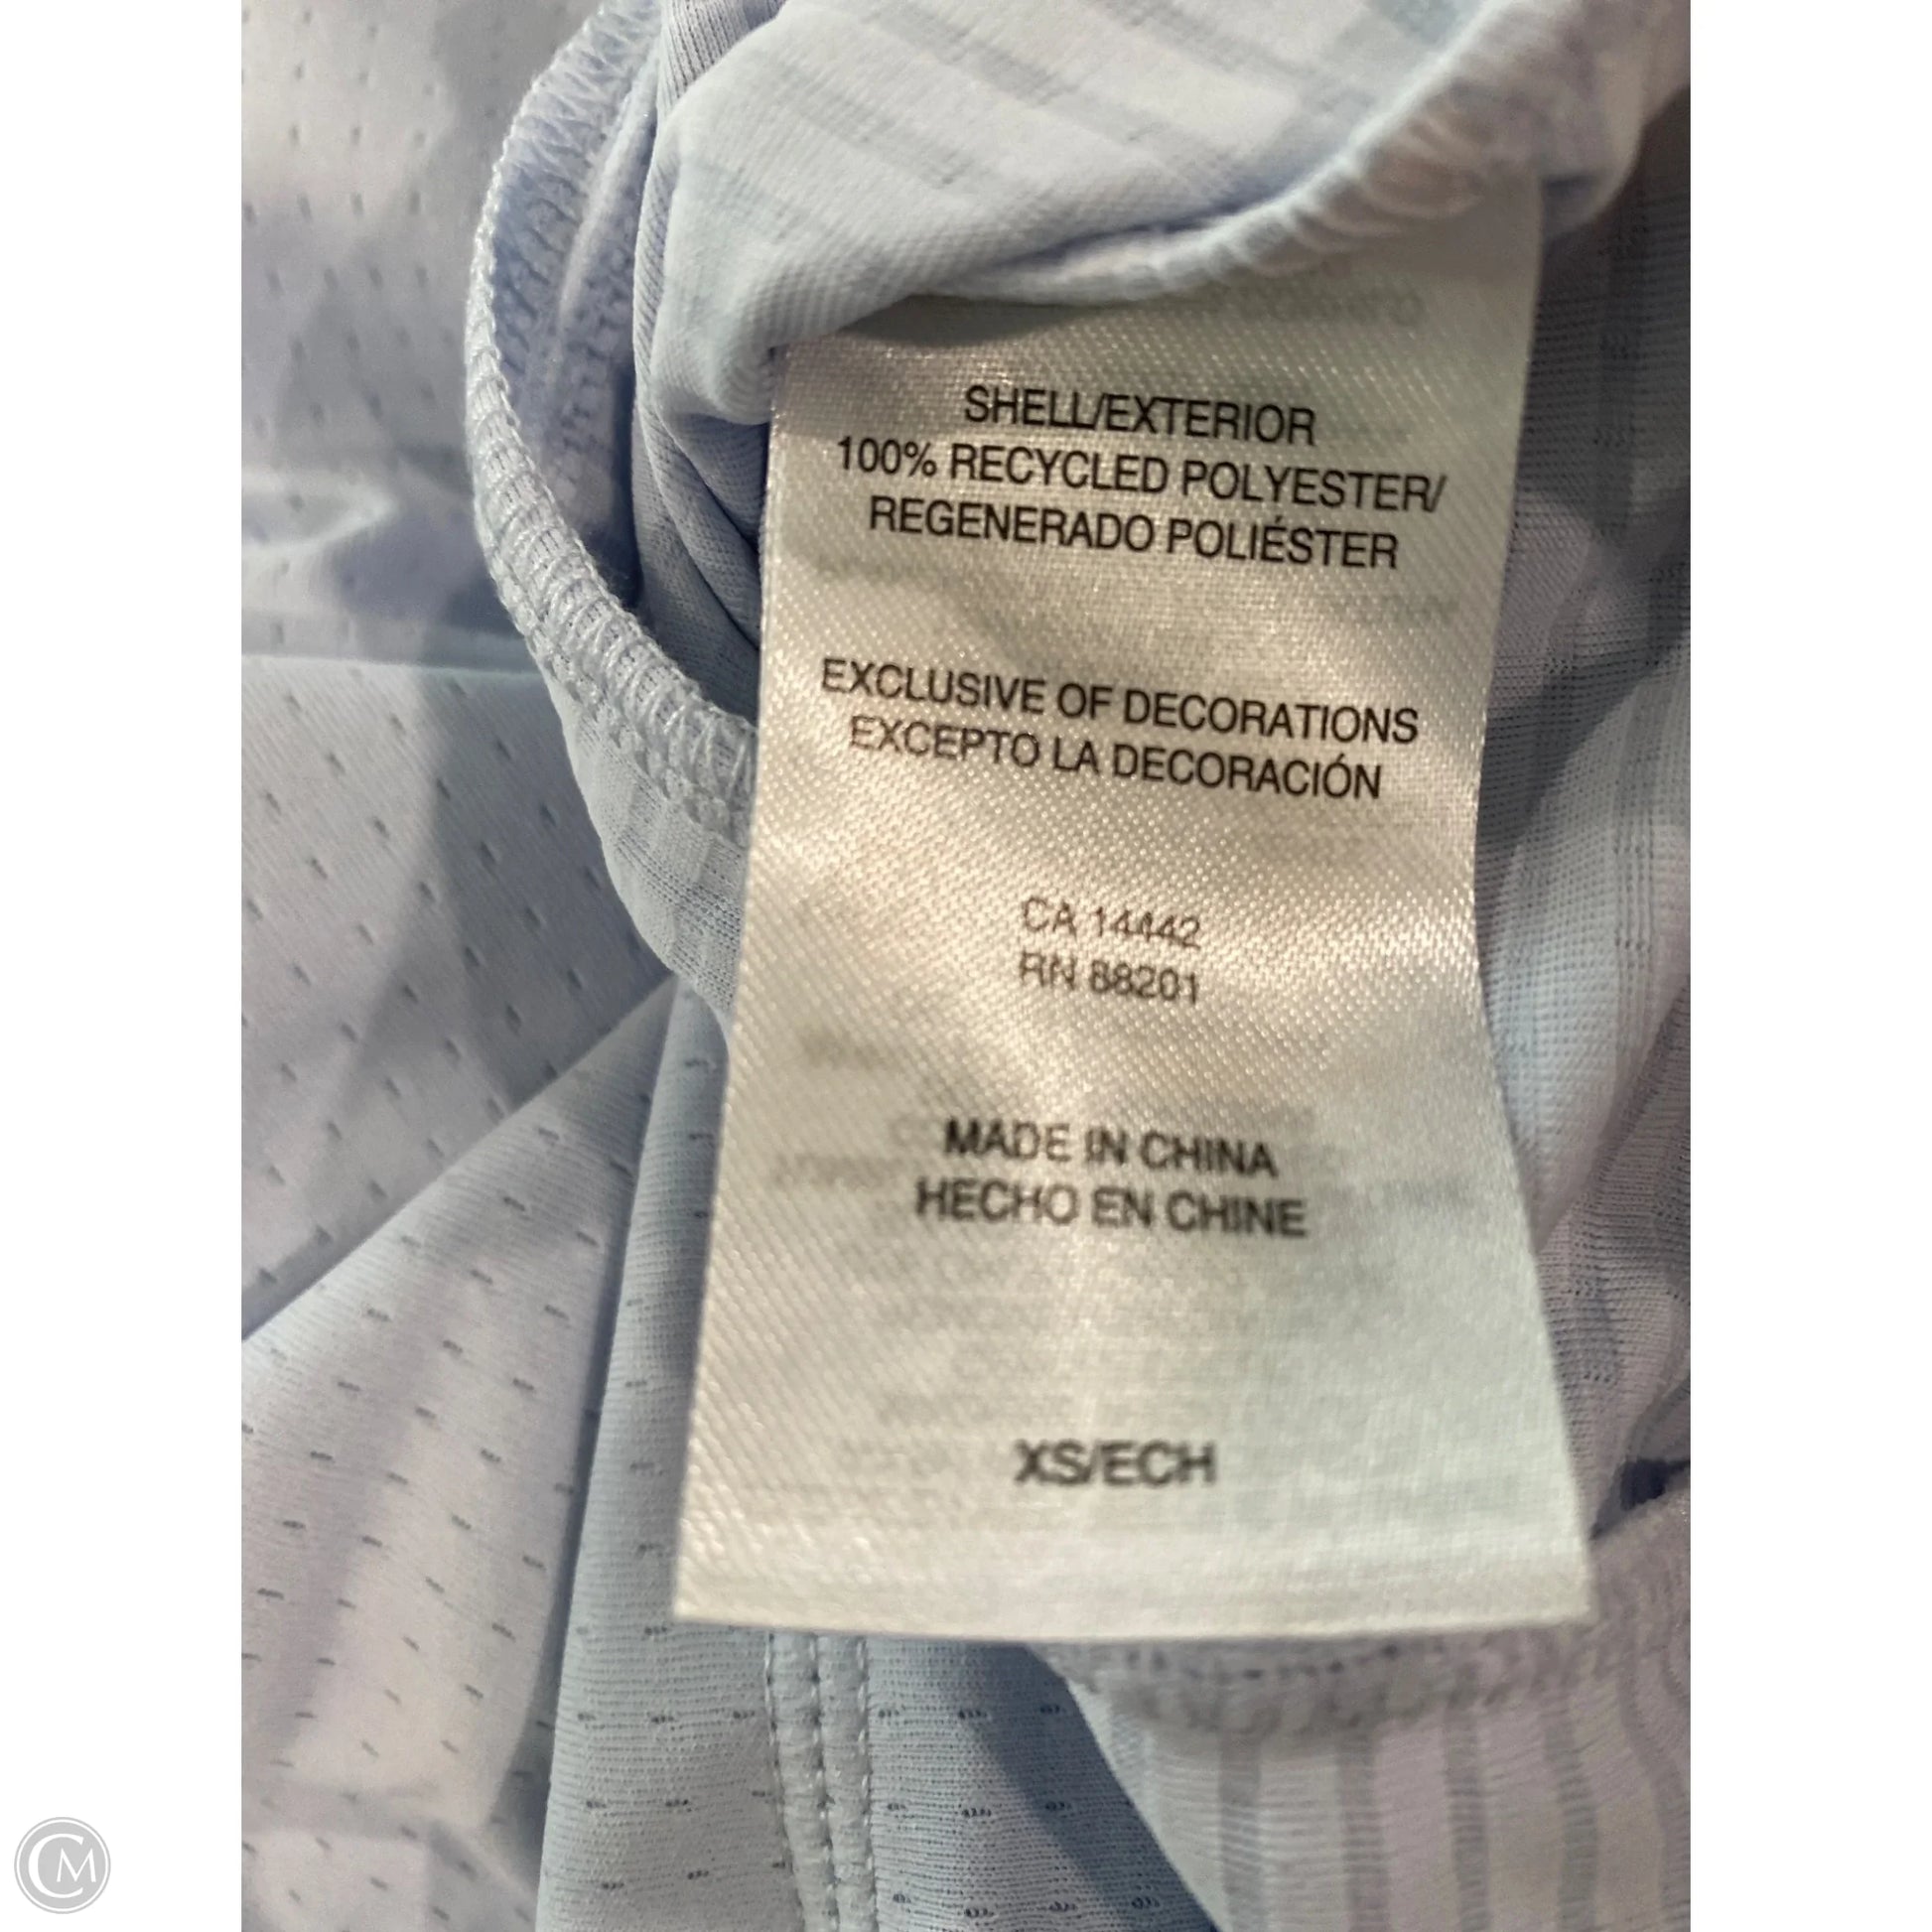 SHELL/EXTERIOR
100% RECYCLED POLYESTER/
REGENERADO POLIÉSTER
EXCLUSIVE OF DECORATIONS
EXCEPTO LA DECORACIÓN
CA 14442
RN 88201
MADE IN CHINA
HECHO EN CHINE
XS/ECH
CM